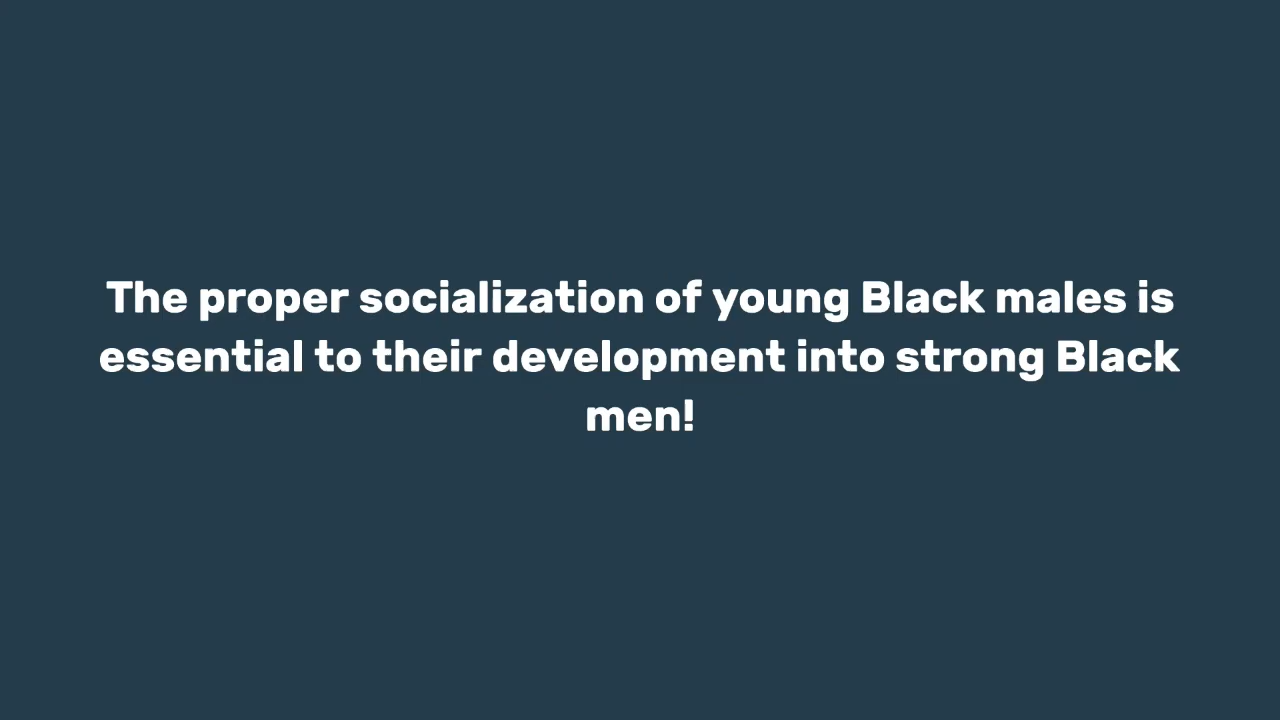 The proper socialization of young Black males is
essential to their development into strong Black
men!